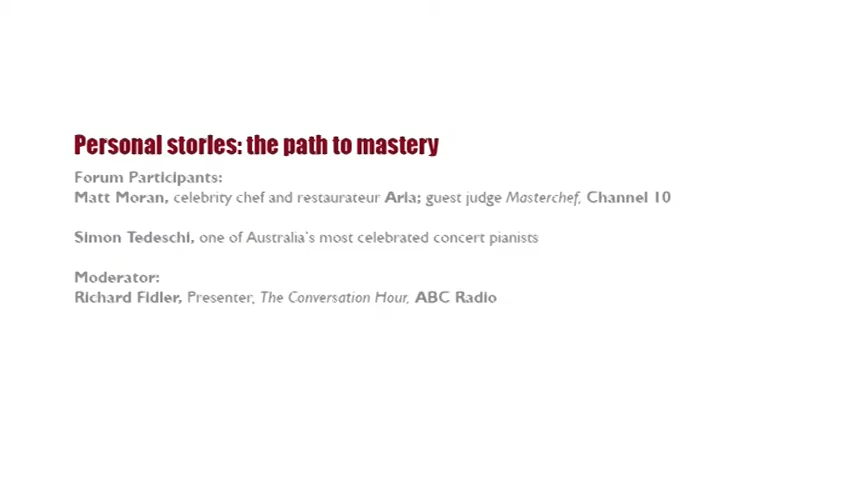 Personal stories: the path to mastery
Forum Participants:
Matt Moran, celebrity chef and restaurateur Aria; guest judge Masterchef, Channel 10
Simon Tedeschi, one of Australia's most celebrated concert pianists
Moderator:
Richard Fidler, Presenter, The Conversation Hour, ABC Radio